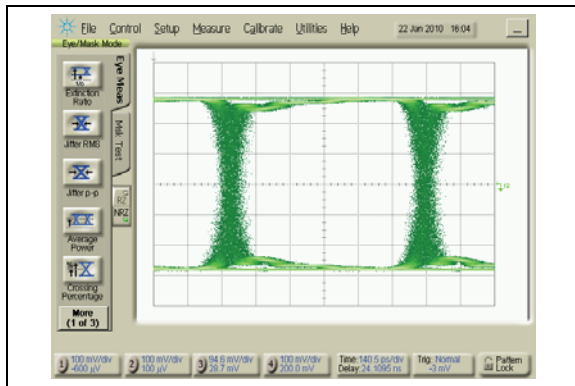 File Control Setup Measure Calibrate Utilities Help 22 Jun 2010 16:04
Eye/Mask Mode
Extinction
Ratio
Jitter RMS
Jitter p-p
Average
Power
Crossing
Percentage
More
(1 of 3)
Eye Meas
Msk Test
NRZ
1) 100 mV/div
-600 µV
2) 100 mV/div
100 µV
3) 94.6 mV/div
28.7 mV
4) 100 mV/div
200.0 mV
Time:140.5 ps/div
Delay:24.1095 ns
Trig: Normal
-3 mV
Pattern
Lock